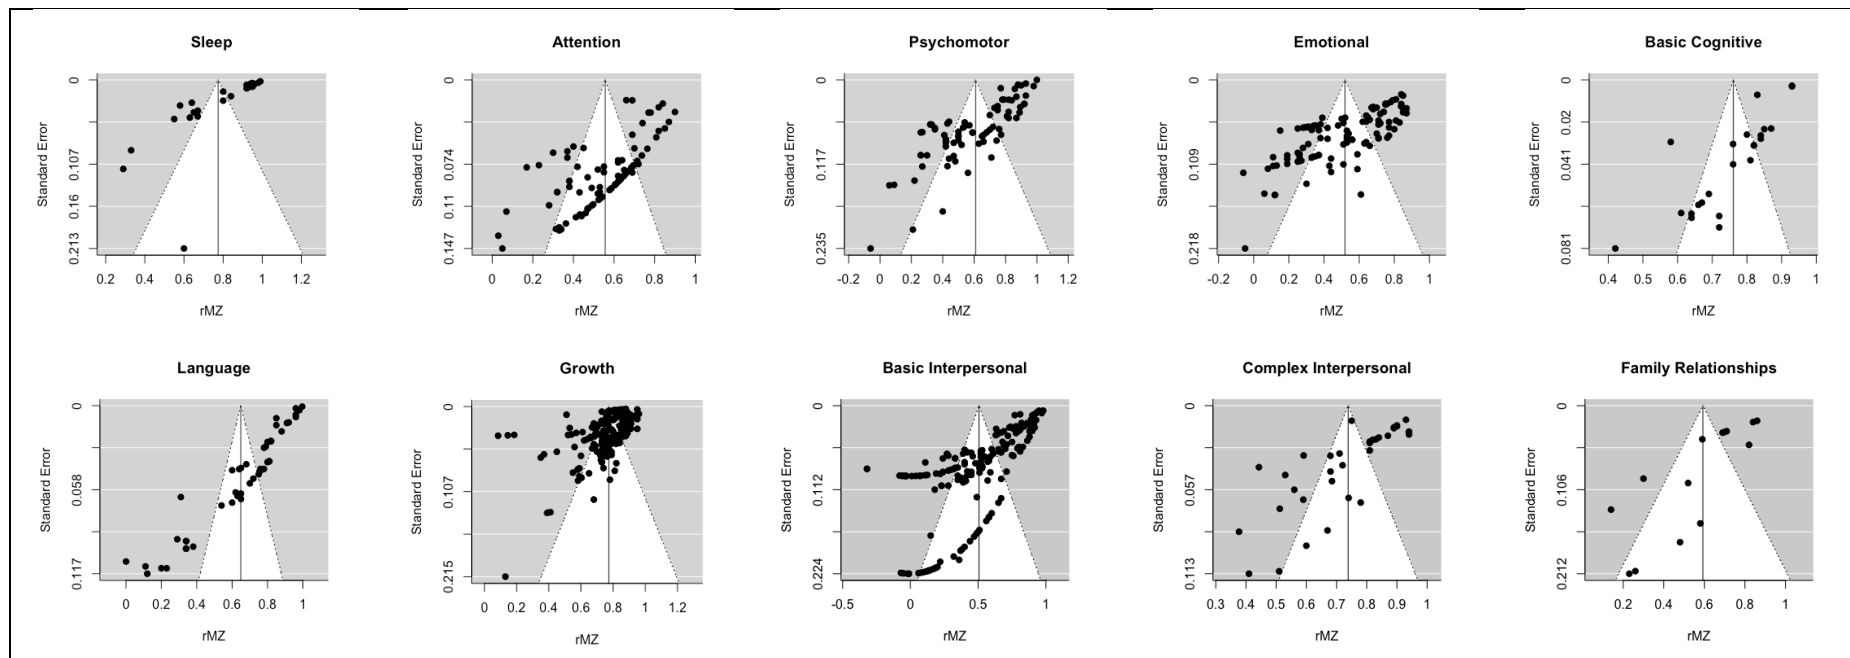 Sleep
Standard Error
0
0.107
0.16
0.213
0.2 0.4 0.6 0.8 1 1.2
rMZ
Attention
Standard Error
0
0.074
0.11
0.147
0 0.2 0.4 0.6 0.8 1
rMZ
Psychomotor
Standard Error
0
0.117
0.235
-0.2 0 0.2 0.4 0.6 0.8 1 1.2
rMZ
Emotional
Standard Error
0
0.109
0.218
-0.2 0 0.2 0.4 0.6 0.8 1
rMZ
Basic Cognitive
Standard Error
0
0.02
0.041
0.081
0.4 0.5 0.6 0.7 0.8 0.9 1
rMZ
Language
Standard Error
0
0.058
0.117
0 0.2 0.4 0.6 0.8 1
rMZ
Growth
Standard Error
0
0.107
0.215
0 0.2 0.4 0.6 0.8 1 1.2
rMZ
Basic Interpersonal
Standard Error
0
0.112
0.224
-0.5 0 0.5 1
rMZ
Complex Interpersonal
Standard Error
0
0.057
0.113
0.3 0.4 0.5 0.6 0.7 0.8 0.9 1
rMZ
Family Relationships
Standard Error
0
0.106
0.212
0.2 0.4 0.6 0.8 1
rMZ